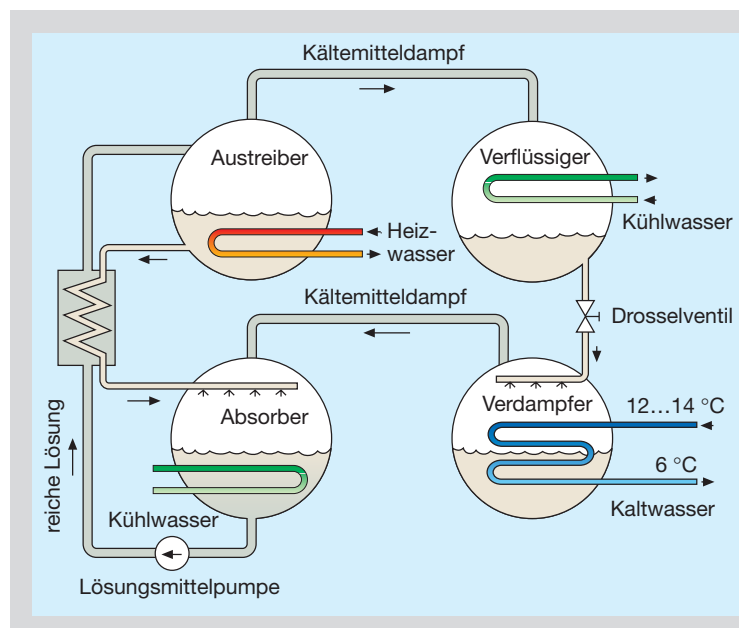 Kältemitteldampf
Austreiber
Verflüssiger
Heiz-
wasser
Kühlwasser
Kältemitteldampf
Drosselventil
Absorber
Verdampfer
12…14 °C
6 °C
Kaltwasser
reiche Lösung
Kühlwasser
Lösungsmittelpumpe